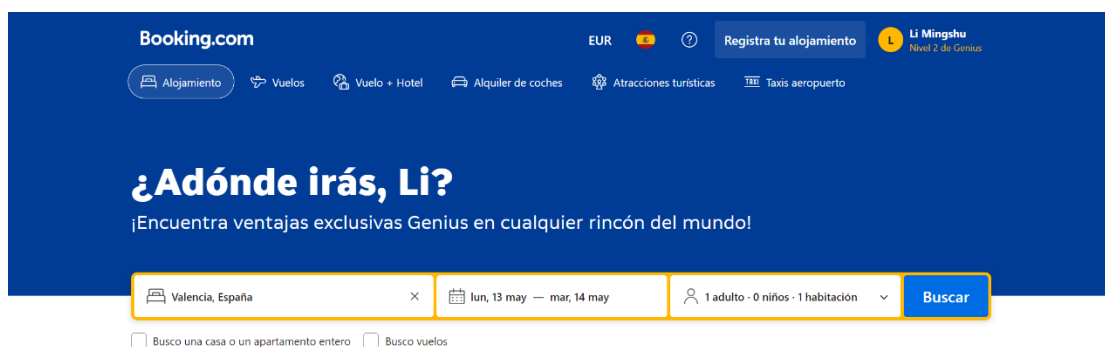 Booking.com EUR Registra tu alojamiento L Li Mingshu
Nivel 2 de Genius
Alojamiento Vuelos Vuelo + Hotel Alquiler de coches Atracciones turísticas TAXI Taxis aeropuerto
¿Adónde irás, Li?
¡Encuentra ventajas exclusivas Genius en cualquier rincón del mundo!
Valencia, España lun, 13 may — mar, 14 may 1 adulto · 0 niños · 1 habitación Buscar
Busco una casa o un apartamento entero Busco vuelos